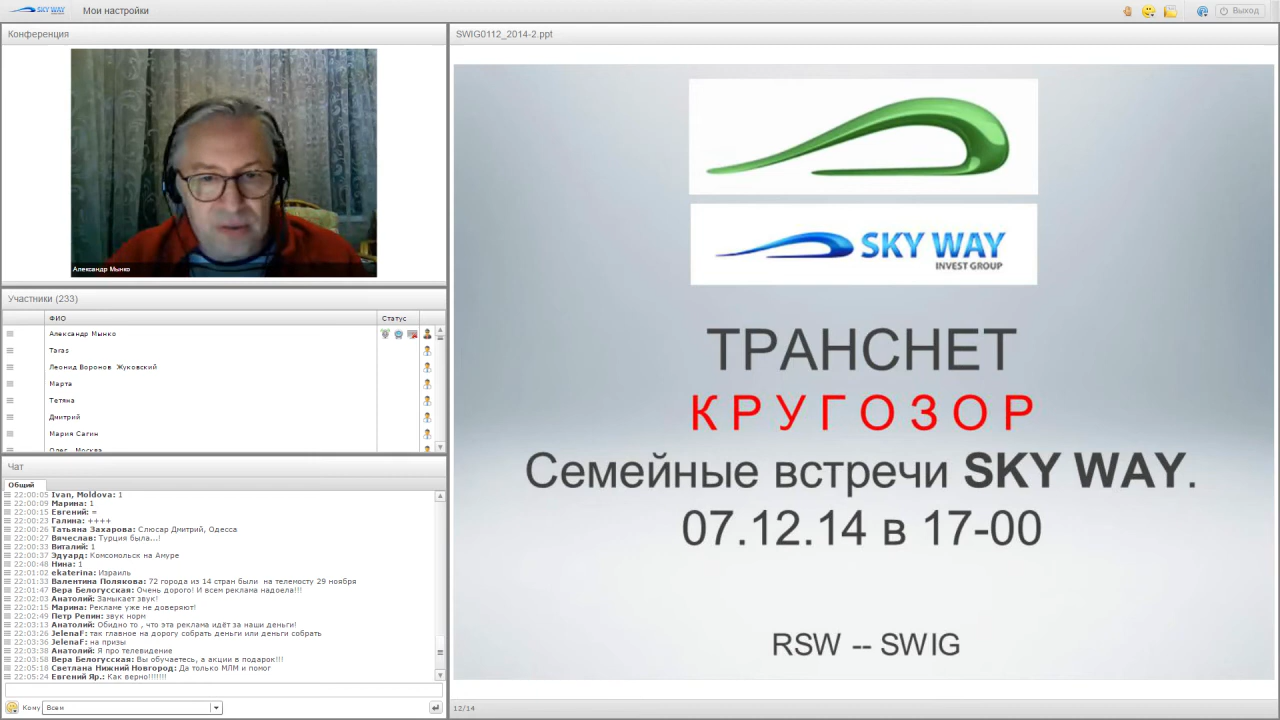 SKY WAY
Мои настройки
Выход
Конференция
Александр Мынко
Участники (233)
ФИО
Статус
Александр Мынко
Taras
Леонид Воронов Жуковский
Марта
Тетяна
Дмитрий
Мария Сагин
Олег Москва
Чат
Общий
22:00:05 Ivan, Moldova: 1
22:00:09 Марина: 1
22:00:15 Евгений: =
22:00:23 Галина: ++++
22:00:26 Татьяна Захарова: Слюсар Дмитрий, Одесса
22:00:27 Вячеслав: Турция была...!
22:00:33 Виталий: 1
22:00:37 Эдуард: Комсомольск на Амуре
22:00:48 Нина: 1
22:01:02 ekaterina: Израиль
22:01:33 Валентина Полякова: 72 города из 14 стран были на телемосту 29 ноября
22:01:47 Вера Белогусская: Очень дорого! И всем реклама надоела!!!
22:02:03 Анатолий: Замыкает звук!
22:02:15 Марина: Рекламе уже не доверяют!
22:02:49 Петр Репин: звук норм
22:03:13 Анатолий: Обидно то , что эта реклама идёт за наши деньги!
22:03:26 JelenaF: так главное на дорогу собрать деньги или деньги собрать
22:03:36 JelenaF: на призы
22:03:38 Анатолий: Я про телевидение
22:03:58 Вера Белогусская: Вы обучаетесь, а акции в подарок!!!
22:05:18 Светлана Нижний Новгород: Да только МЛМ и помог
22:05:24 Евгений Яр.: Как верно!!!!!!!
Кому
Всем
SWIG0112_2014-2.ppt
SKY WAY
INVEST GROUP
ТРАНСНЕТ
КРУГОЗОР
Семейные встречи SKY WAY.
07.12.14 в 17-00
RSW -- SWIG
12/14